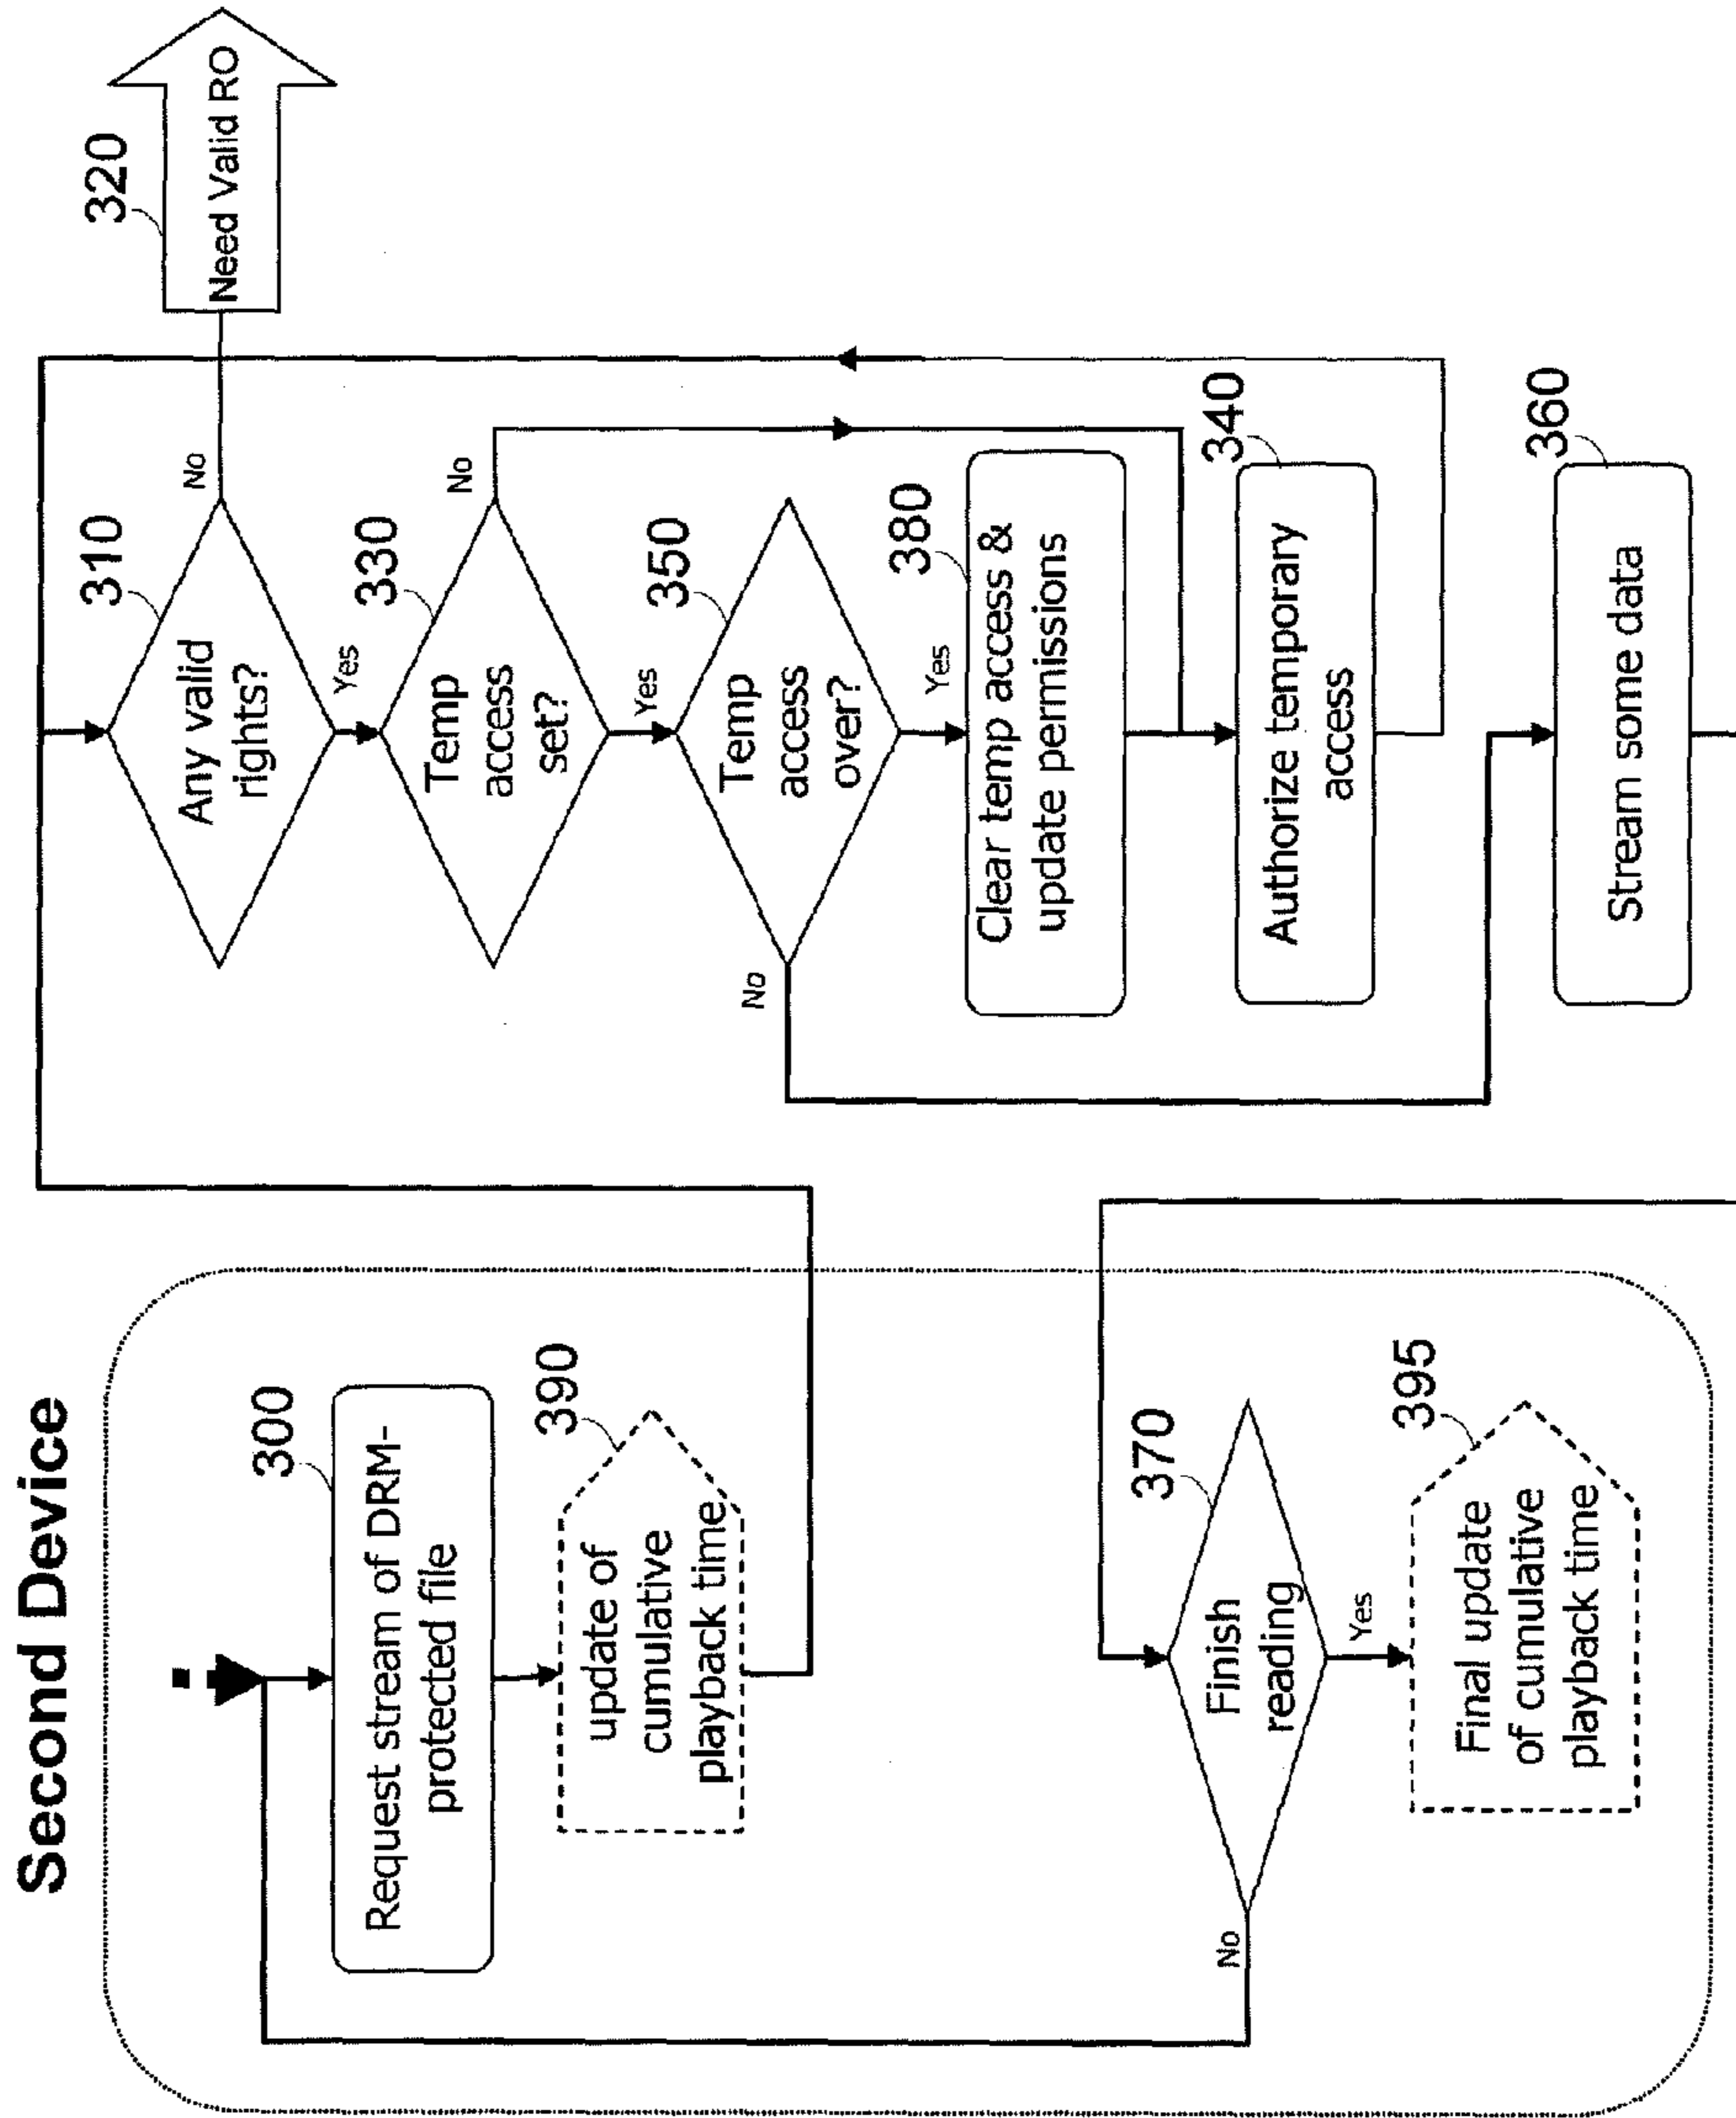 Second Device
300
Request stream of DRM-
protected file
390
update of
cumulative
playback time
370
Finish
reading
No
Yes
395
Final update
of cumulative
playback time
310
Any valid
rights?
No
Yes
320
Need Valid RO
330
Temp
access
set?
No
Yes
350
Temp
access
over?
No
Yes
380
Clear temp access &
update permissions
340
Authorize temporary
access
360
Stream some data